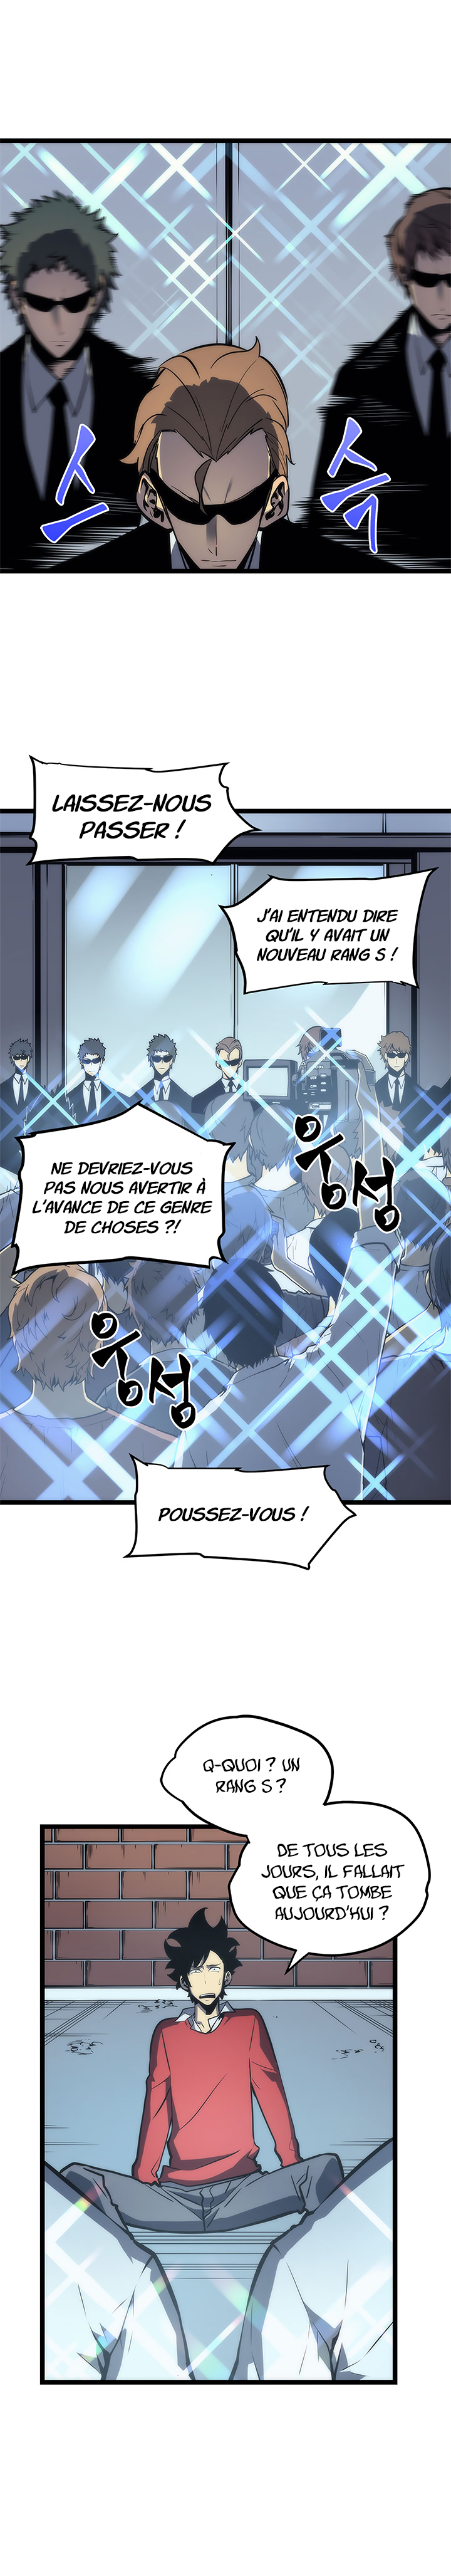 스
스
LAISSEZ-NOUS
PASSER !
J'AI ENTENDU DIRE
QU'IL Y AVAIT UN
NOUVEAU RANG S !
NE DEVRIEZ-VOUS
PAS NOUS AVERTIR À
L'AVANCE DE CE GENRE
DE CHOSES ?!
웅성
웅성
POUSSEZ-VOUS !
Q-QUOI ? UN
RANG S ?
DE TOUS LES
JOURS, IL FALLAIT
QUE ÇA TOMBE
AUJOURD'HUI ?